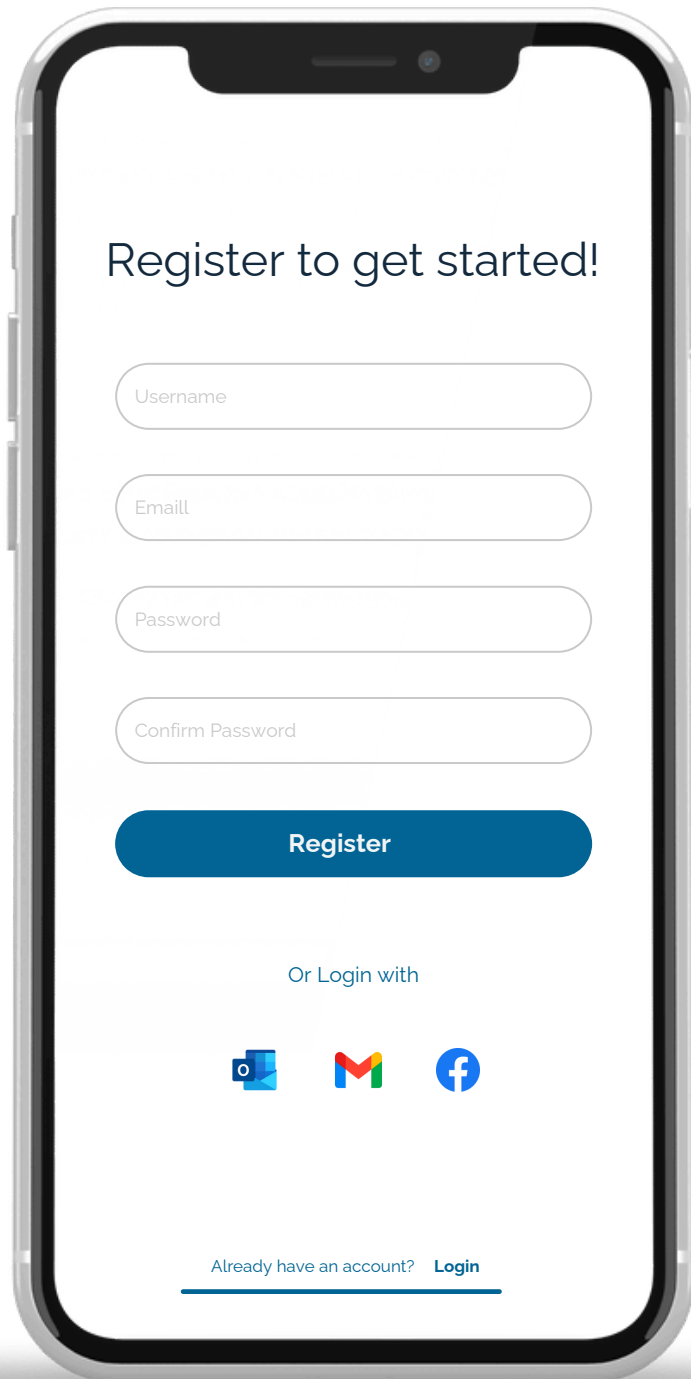 Register to get started!
Username
Emaill
Password
Confirm Password
Register
Or Login with
O
Already have an account? Login